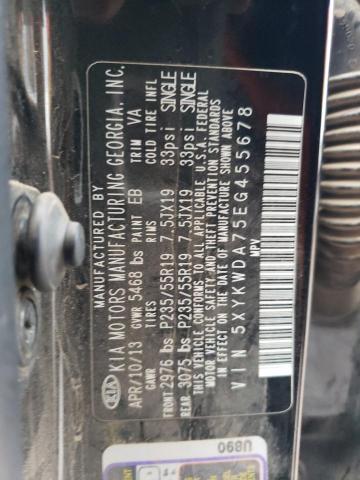 MANUFACTURED BY
KIA KIA MOTORS MANUFACTURING GEORGIA, INC.
APR/10/13 GVWR 5468 lbs PAINT EB TRIM VA
GAWR TIRES RIMS COLD TIRE INFL
FRONT 2976 lbs P235/55R19 7.5JX19 33psi SINGLE
REAR 3075 lbs P235/55R19 7.5JX19 33psi SINGLE
THIS VEHICLE CONFORMS TO ALL APPLICABLE U.S.A. FEDERAL
MOTOR VEHICLE SAFETY AND THEFT PREVENTION STANDARDS
IN EFFECT ON THE DATE OF MANUFACTURE SHOWN ABOVE
VIN 5XYKWDA75EG455678
MPV
U890